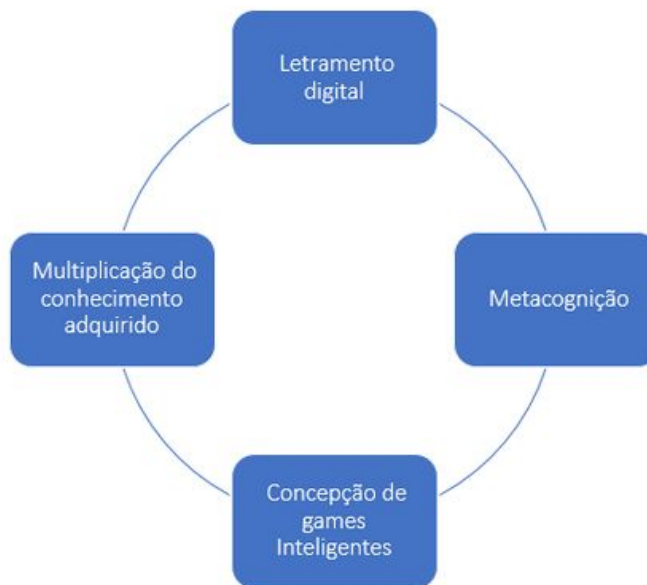 Letramento
digital
Multiplicação do
conhecimento
adquirido
Metacognição
Concepção de
games
Inteligentes